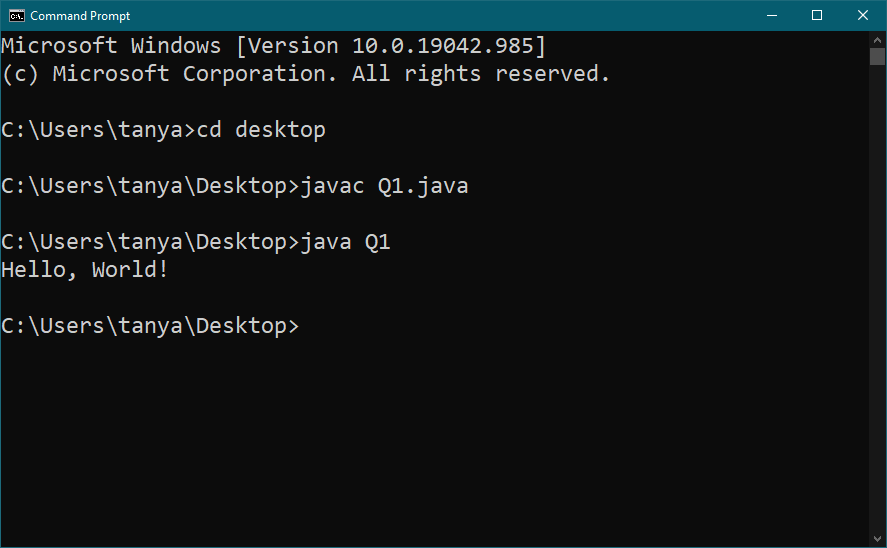 Command Prompt
Microsoft Windows [Version 10.0.19042.985]
(c) Microsoft Corporation. All rights reserved.
C:\Users\tanya>cd desktop
C:\Users\tanya\Desktop>javac Q1.java
C:\Users\tanya\Desktop>java Q1
Hello, World!
C:\Users\tanya\Desktop>